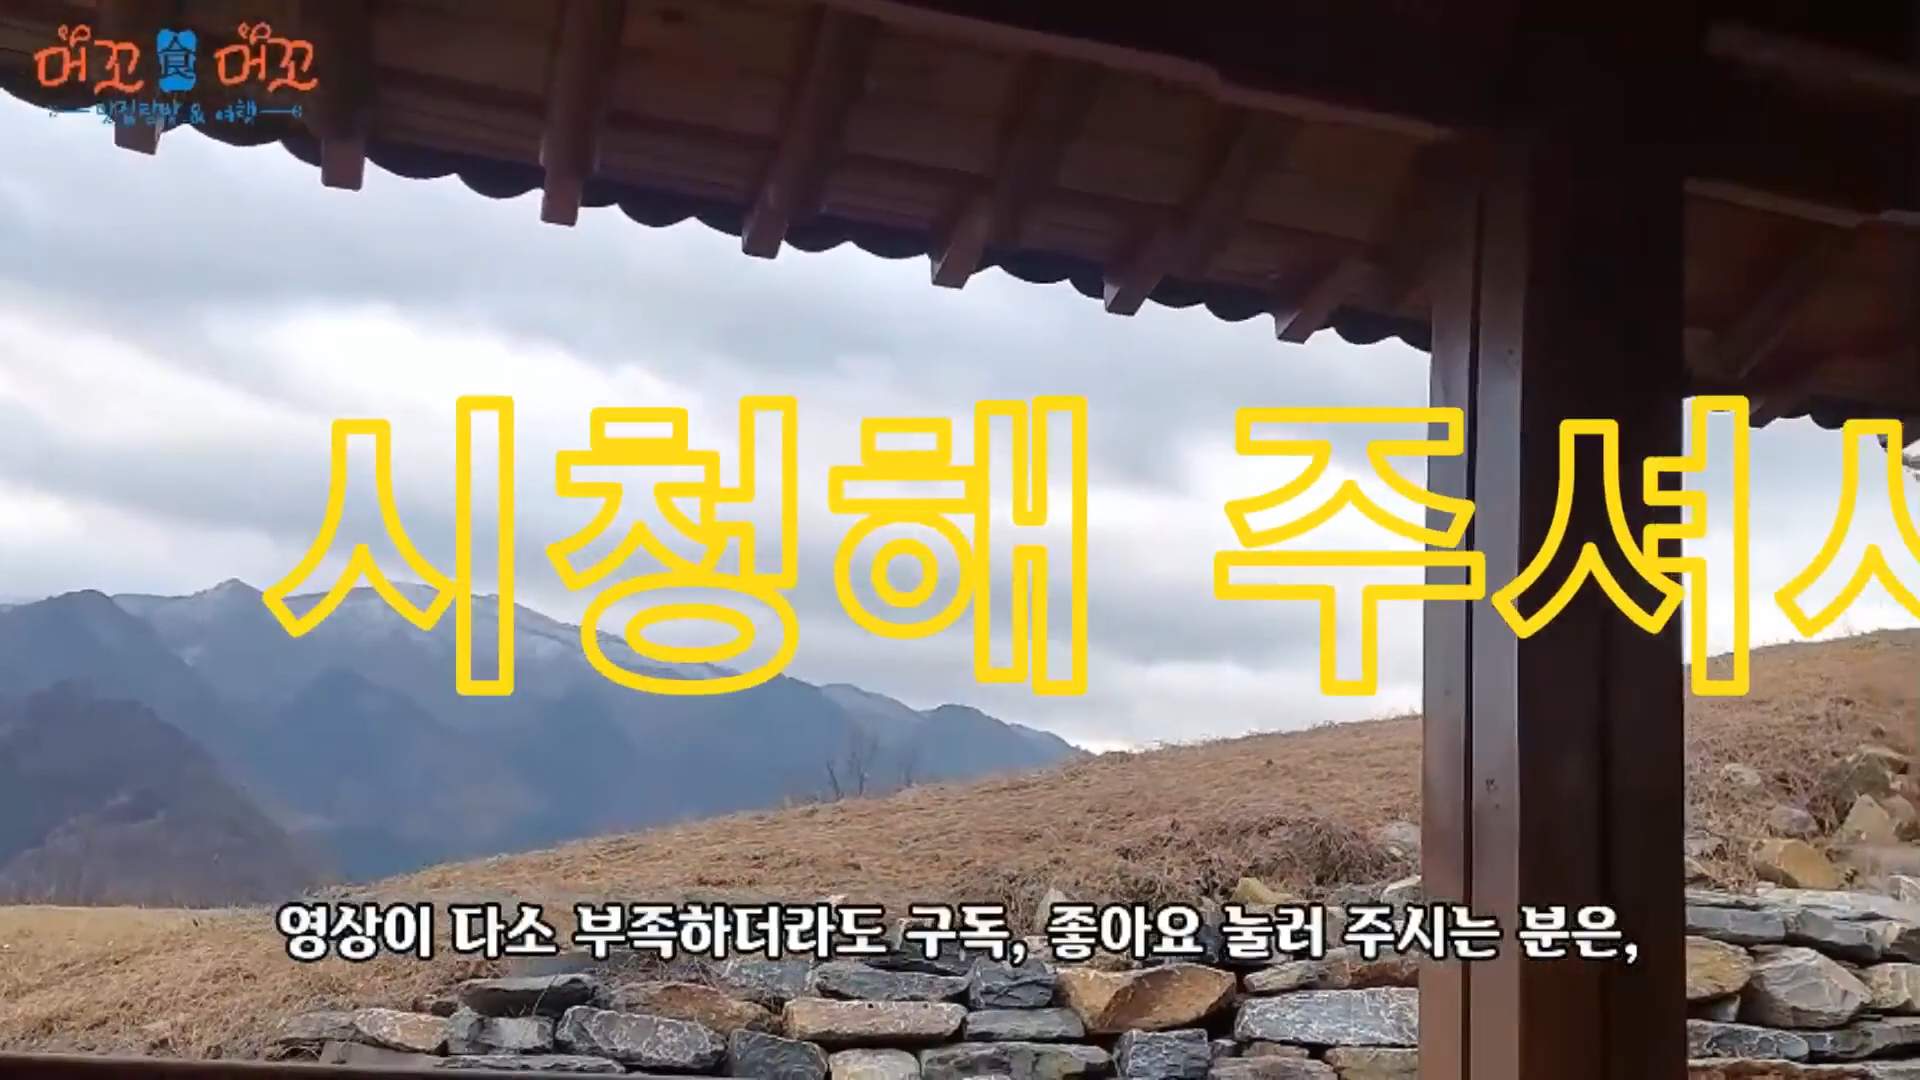 머꼬 食 머꼬
맛집탐방 & 여행
시청해 주셔
영상이 다소 부족하더라도 구독, 좋아요 눌러 주시는 분은,